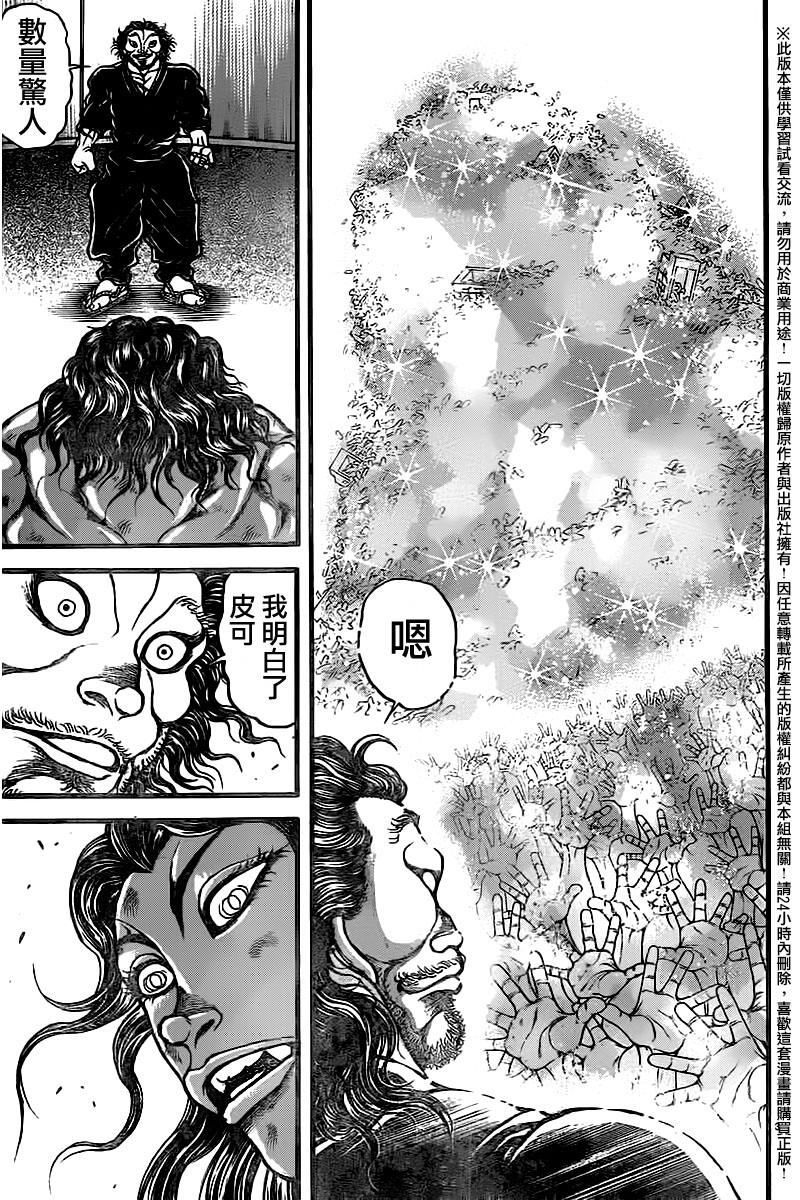 嗯
數量驚人
我明白了
皮可
※此版本僅供學習試看交流，請勿用於商業用途！一切版權歸原作者與出版社擁有！因任意轉載所產生的版權糾紛都與本組無關！請24小時內刪除，喜歡這套漫畫請購買正版！